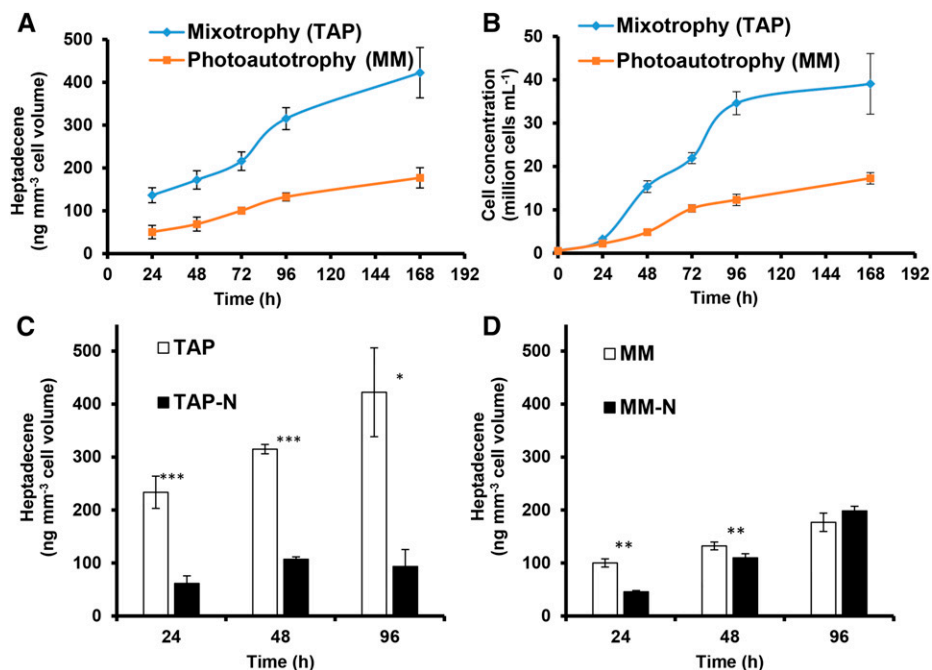 A
Mixotrophy (TAP)
Photoautotrophy (MM)
Heptadecene
(ng mm⁻³ cell volume)
500
400
300
200
100
0
0 24 48 72 96 120 144 168 192
Time (h)
B
Mixotrophy (TAP)
Photoautotrophy (MM)
Cell concentration
(million cells mL⁻¹)
50
40
30
20
10
0
0 24 48 72 96 120 144 168 192
Time (h)
C
TAP
TAP-N
Heptadecene
(ng mm⁻³ cell volume)
500
400
300
200
100
0
***
***
*
24 48 96
Time (h)
D
MM
MM-N
Heptadecene
(ng mm⁻³ cell volume)
500
400
300
200
100
0
**
**
24 48 96
Time (h)